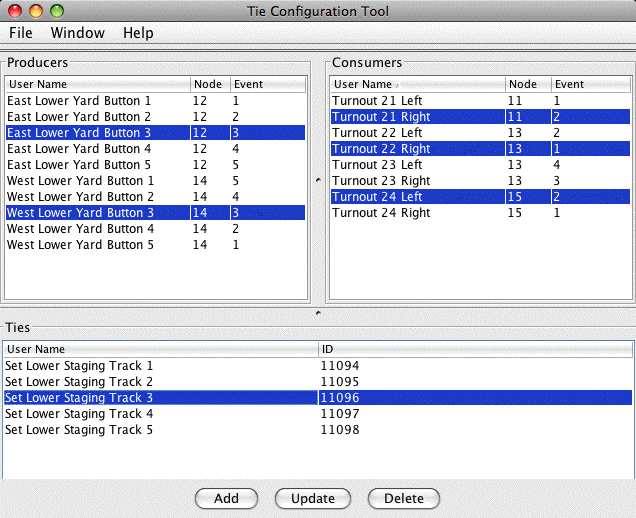 Tie Configuration Tool
File Window Help
Producers
User Name Node Event
East Lower Yard Button 1 12 1
East Lower Yard Button 2 12 2
East Lower Yard Button 3 12 3
East Lower Yard Button 4 12 4
East Lower Yard Button 5 12 5
West Lower Yard Button 1 14 5
West Lower Yard Button 2 14 4
West Lower Yard Button 3 14 3
West Lower Yard Button 4 14 2
West Lower Yard Button 5 14 1
Consumers
User Name Node Event
Turnout 21 Left 11 1
Turnout 21 Right 11 2
Turnout 22 Left 13 2
Turnout 22 Right 13 1
Turnout 23 Left 13 4
Turnout 23 Right 13 3
Turnout 24 Left 15 2
Turnout 24 Right 15 1
Ties
User Name ID
Set Lower Staging Track 1 11094
Set Lower Staging Track 2 11095
Set Lower Staging Track 3 11096
Set Lower Staging Track 4 11097
Set Lower Staging Track 5 11098
Add Update Delete